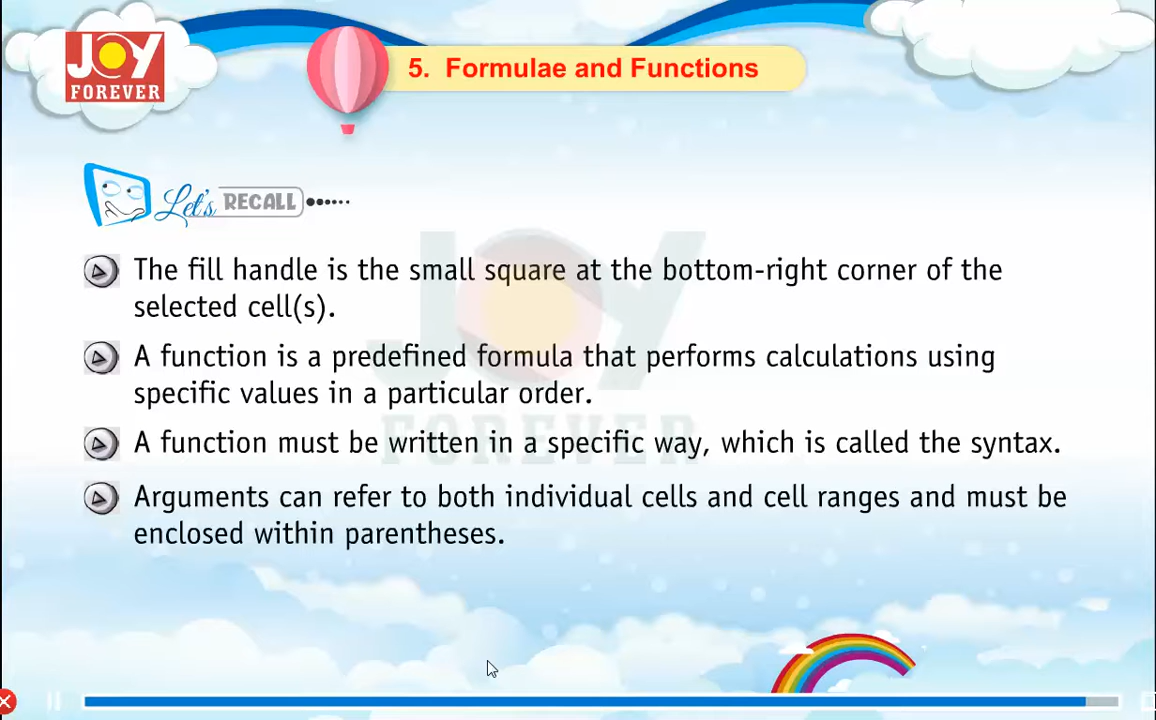 JOY
FOREVER
5. Formulae and Functions
Let's RECALL
The fill handle is the small square at the bottom-right corner of the
selected cell(s).
A function is a predefined formula that performs calculations using
specific values in a particular order.
A function must be written in a specific way, which is called the syntax.
Arguments can refer to both individual cells and cell ranges and must be
enclosed within parentheses.
JOY
FOREVER